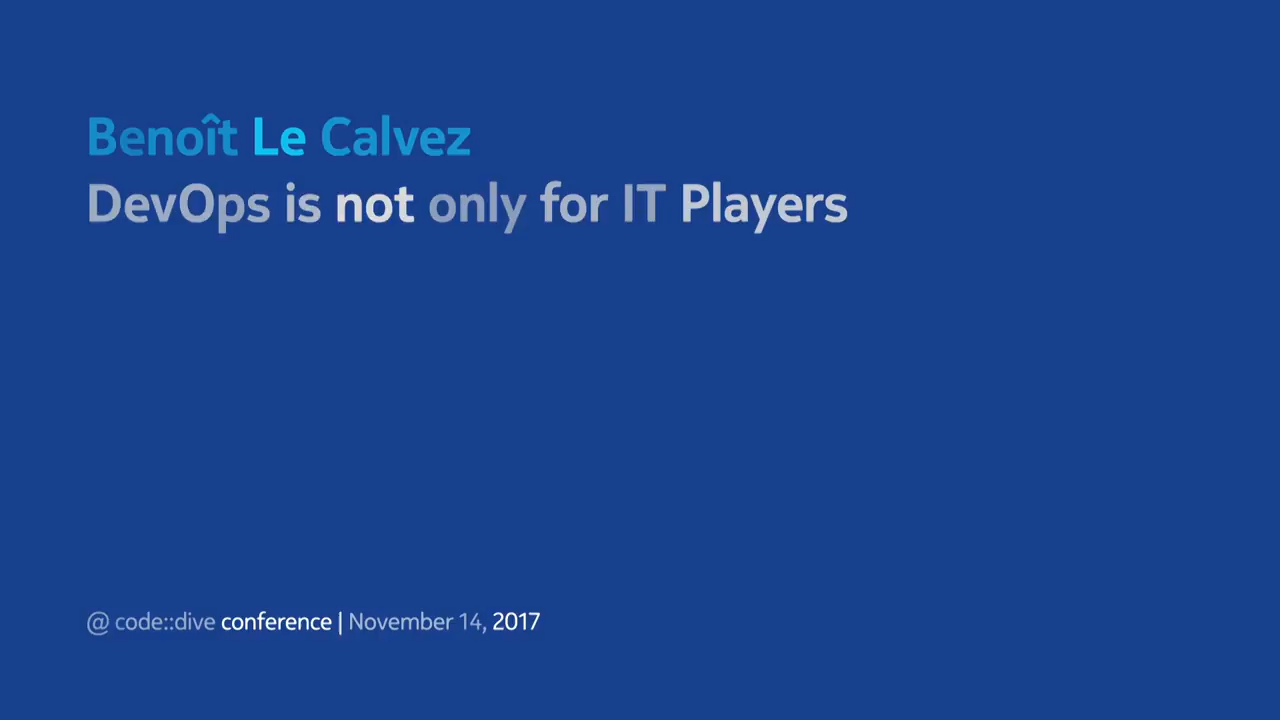 Benoît Le Calvez
DevOps is not only for IT Players
@ code::dive conference | November 14, 2017